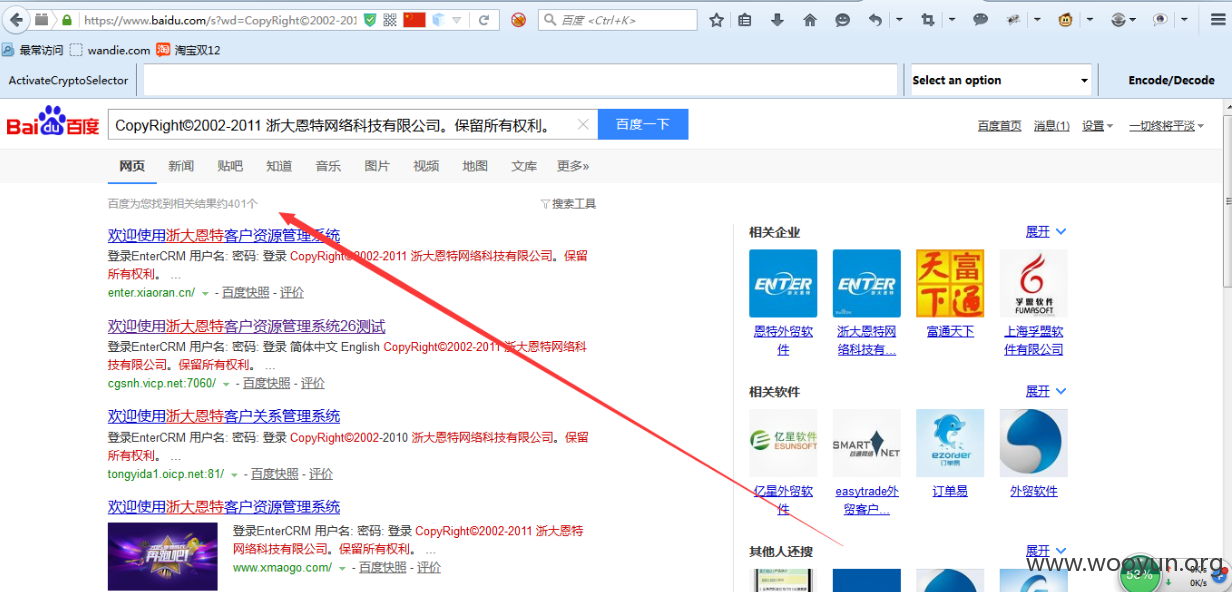 https://www.baidu.com/s?wd=CopyRight©2002-201
百度 <Ctrl+K>
最常访问 wandie.com 淘宝双12
ActivateCryptoSelector
Select an option
Encode/Decode
Bai du 百度
CopyRight©2002-2011 浙大恩特网络科技有限公司。保留所有权利。
百度一下
百度首页 消息(1) 设置 一切终将平淡
网页 新闻 贴吧 知道 音乐 图片 视频 地图 文库 更多»
百度为您找到相关结果约401个
搜索工具
欢迎使用浙大恩特客户资源管理系统
登录EnterCRM 用户名: 密码: 登录 CopyRight©2002-2011 浙大恩特网络科技有限公司。保留
所有权利。 ...
enter.xiaoran.cn/ - 百度快照 - 评价
欢迎使用浙大恩特客户资源管理系统26测试
登录EnterCRM 用户名: 密码: 登录 简体中文 English CopyRight©2002-2011 浙大恩特网络科
技有限公司。保留所有权利。 ...
cgsnh.vicp.net:7060/ - 百度快照 - 评价
欢迎使用浙大恩特客户关系管理系统
登录EnterCRM 用户名: 密码: 登录 CopyRight©2002-2010 浙大恩特网络科技有限公司。保留
所有权利。 ...
tongyida1.oicp.net:81/ - 百度快照 - 评价
欢迎使用浙大恩特客户资源管理系统
再跑吧!
登录EnterCRM 用户名: 密码: 登录 CopyRight©2002-2011 浙大恩特
网络科技有限公司。保留所有权利。 ...
www.xmaogo.com/ - 百度快照 - 评价
相关企业 展开
ENTER
ENTER
天富下通
孚盟软件
FUMASOFT
恩特外贸软件
浙大恩特网络科技有...
富通天下
上海孚盟软件有限公司
相关软件 展开
亿星软件
ESUNSOFT
SMART NET
ezorder
订单易
亿星外贸软件
easytrade外贸客户...
订单易
外贸软件
其他人还搜 展开
www.wooyun.org
52%
0K/s
0K/s